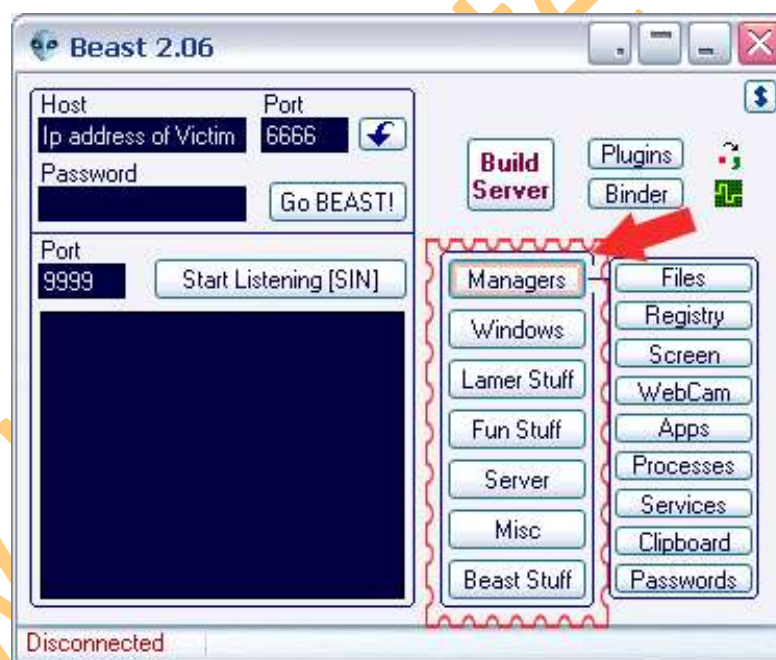 Beast 2.06
Host Port
Ip address of Victim 6666
Password
Go BEAST!
Port
9999 Start Listening [SIN]
Build
Server
Plugins
Binder
Managers
Windows
Lamer Stuff
Fun Stuff
Server
Misc
Beast Stuff
Files
Registry
Screen
WebCam
Apps
Processes
Services
Clipboard
Passwords
Disconnected